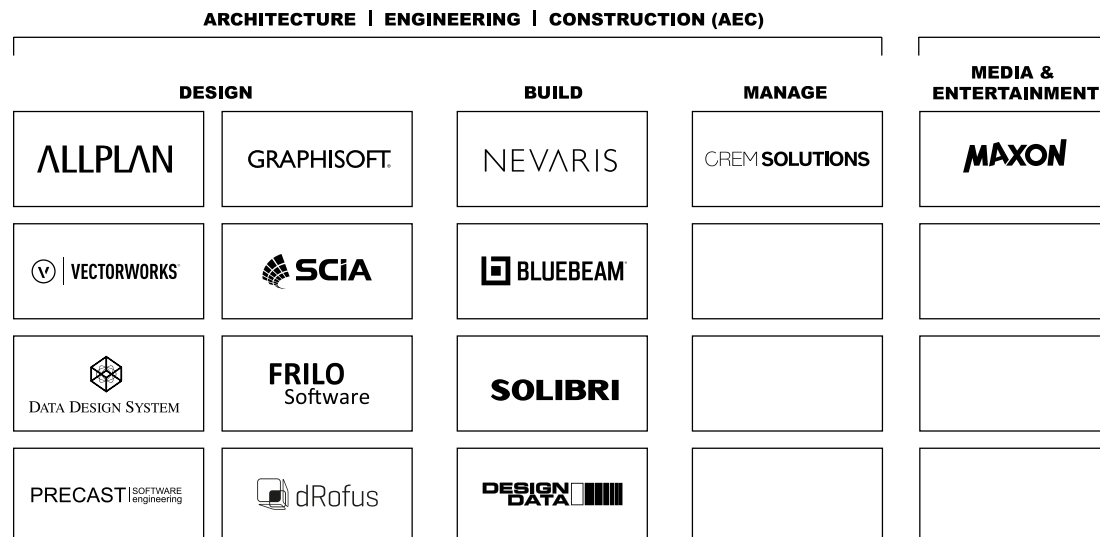 ARCHITECTURE | ENGINEERING | CONSTRUCTION (AEC)
DESIGN
BUILD
MANAGE
MEDIA &
ENTERTAINMENT
ALLPLAN
GRAPHISOFT
NEVARIS
CREM SOLUTIONS
MAXON
V VECTORWORKS
SCiA
BLUEBEAM
DATA DESIGN SYSTEM
FRILO
Software
SOLIBRI
PRECAST SOFTWARE
engineering
dRofus
DESIGN
DATA